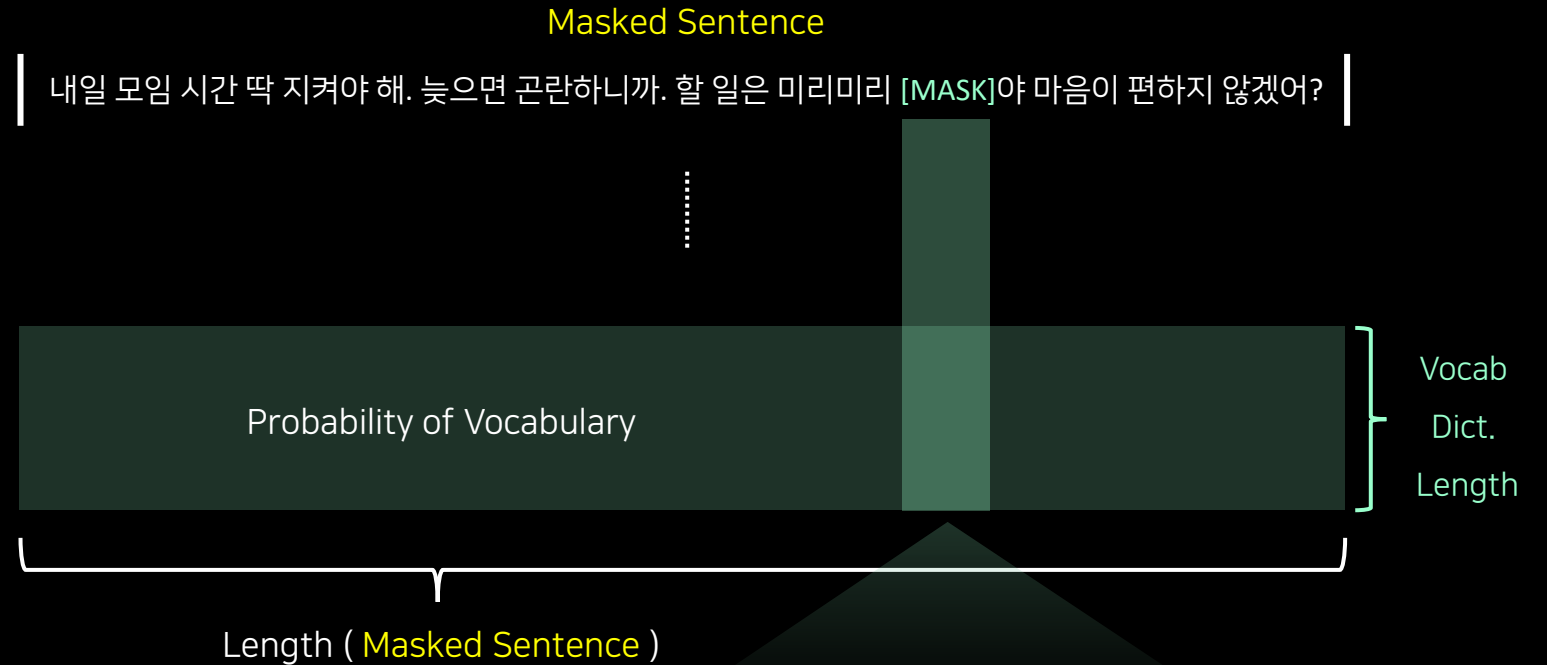 Masked Sentence
내일 모임 시간 딱 지켜야 해. 늦으면 곤란하니까. 할 일은 미리미리 [MASK]야 마음이 편하지 않겠어?
Probability of Vocabulary
Vocab
Dict.
Length
Length ( Masked Sentence )